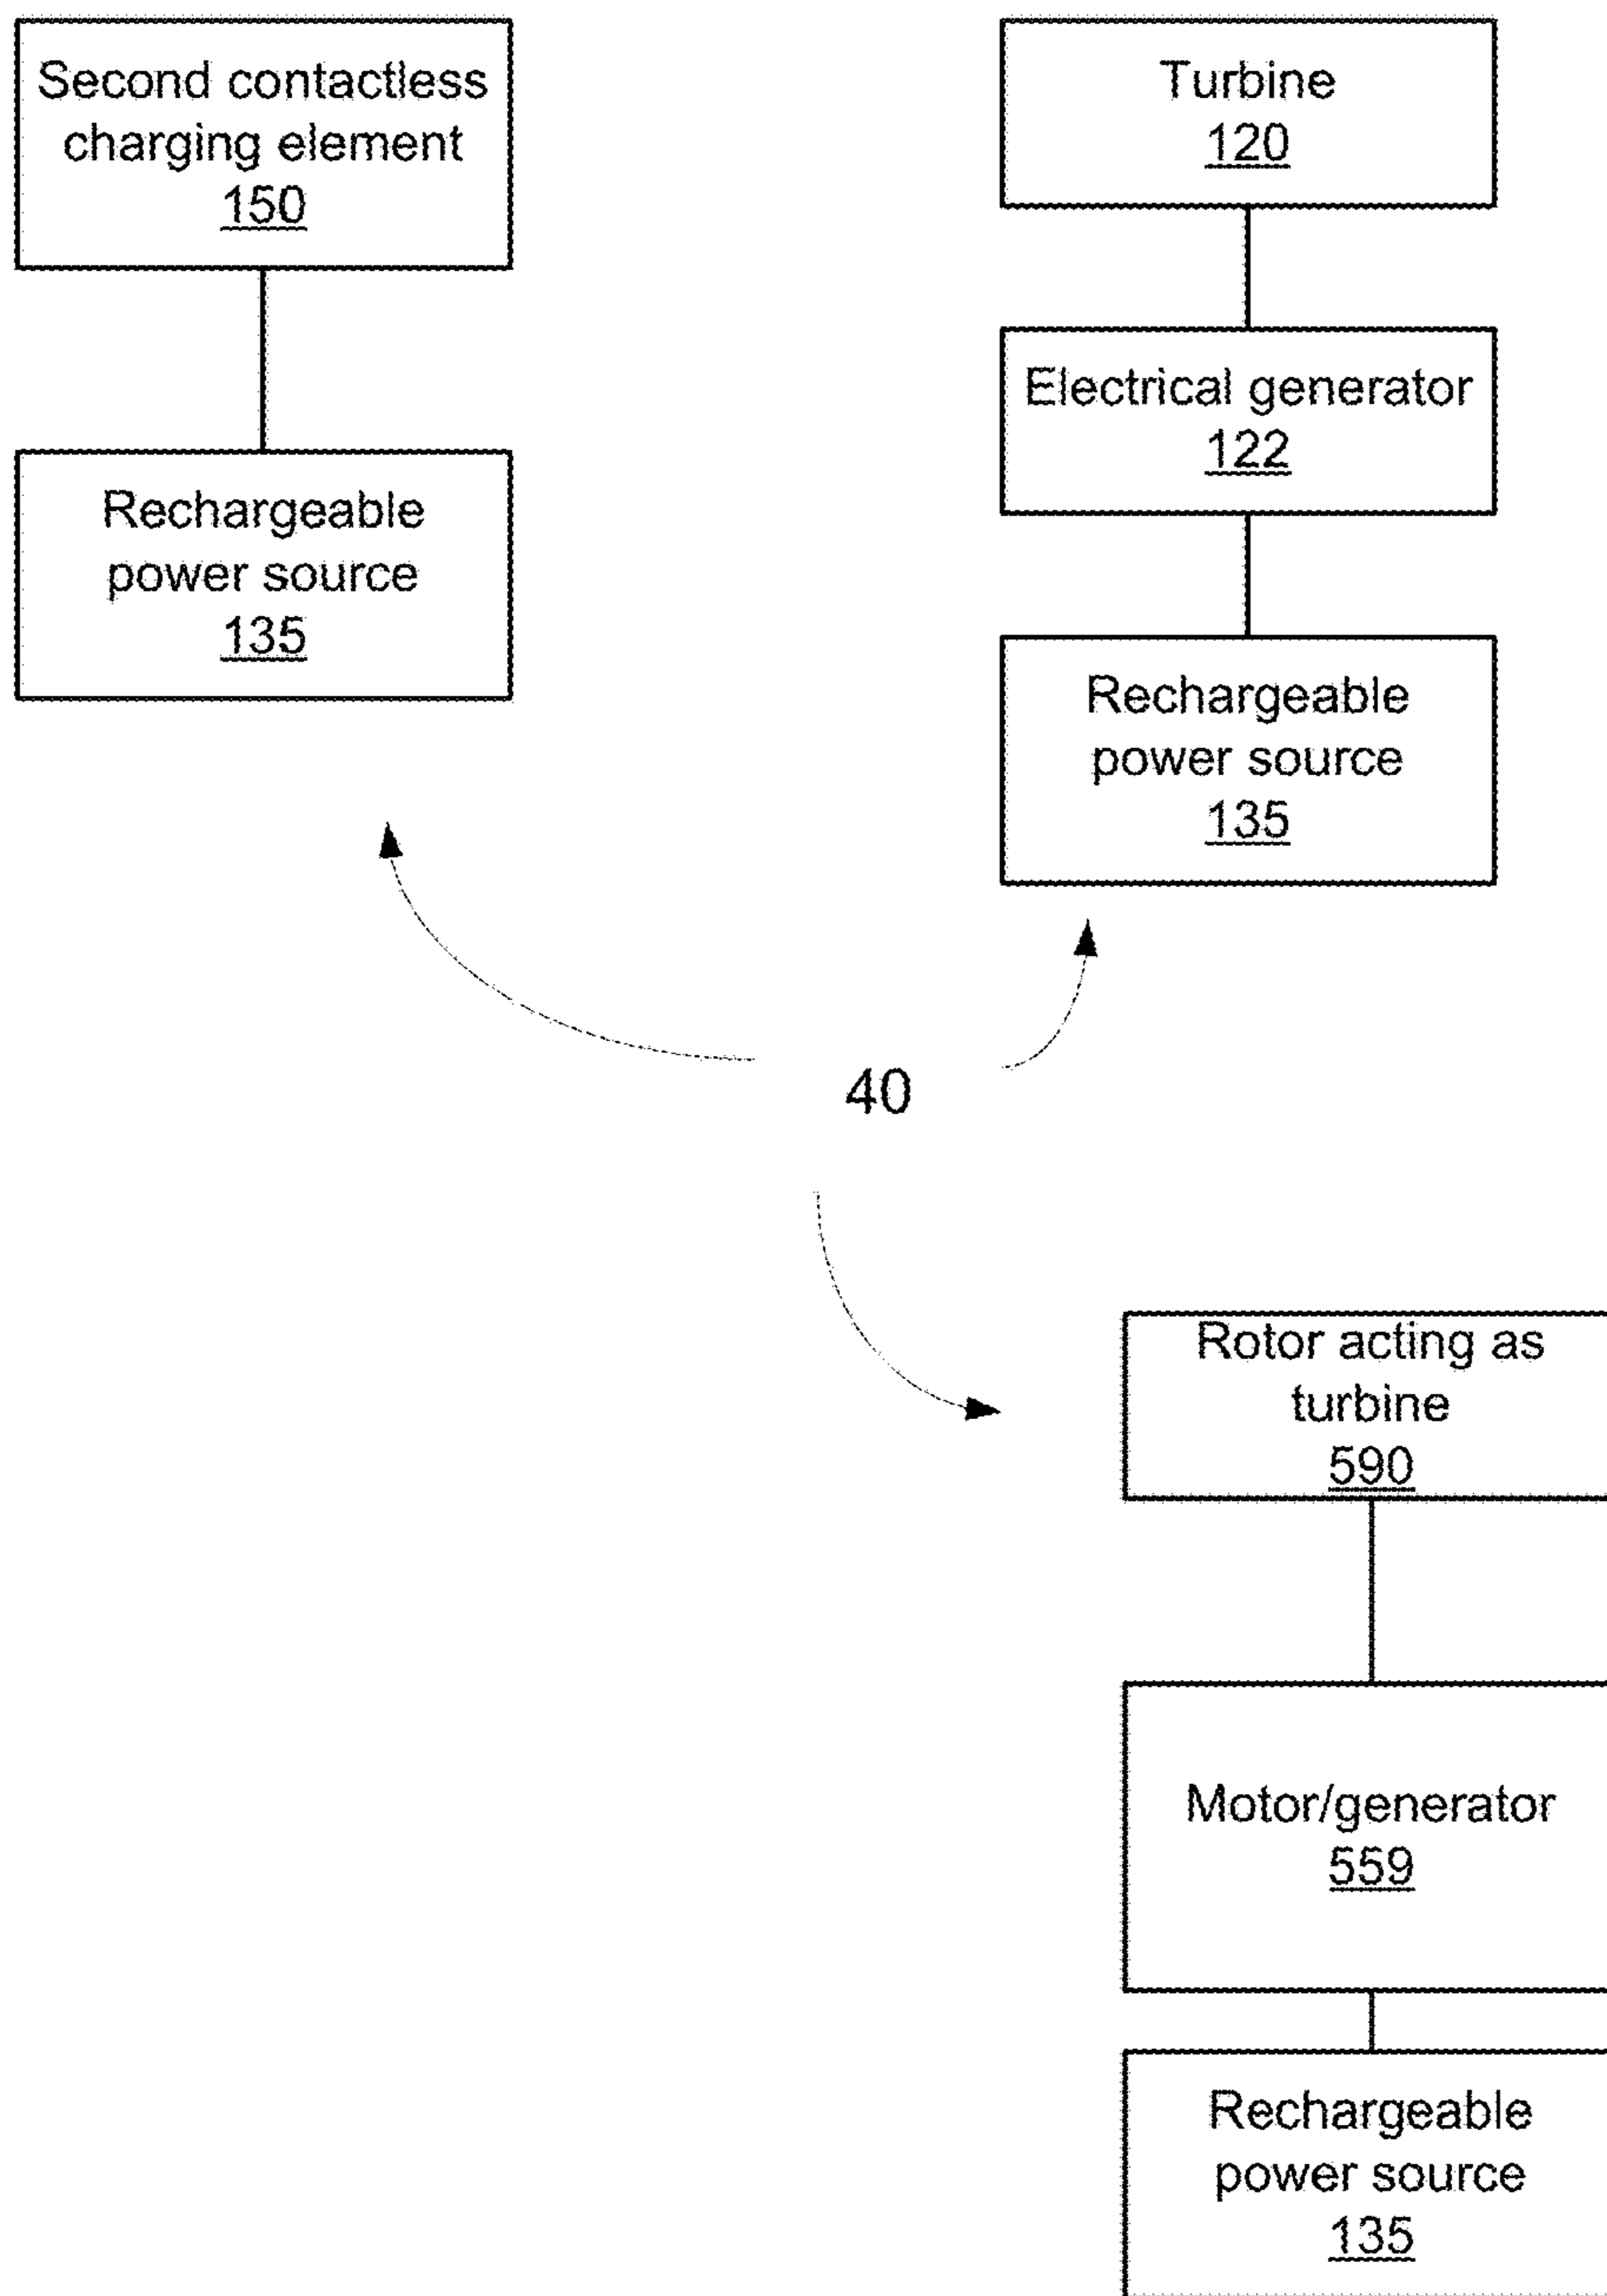 Second contactless
charging element
150
Rechargeable
power source
135
Turbine
120
Electrical generator
122
Rechargeable
power source
135
40
Rotor acting as
turbine
590
Motor/generator
559
Rechargeable
power source
135